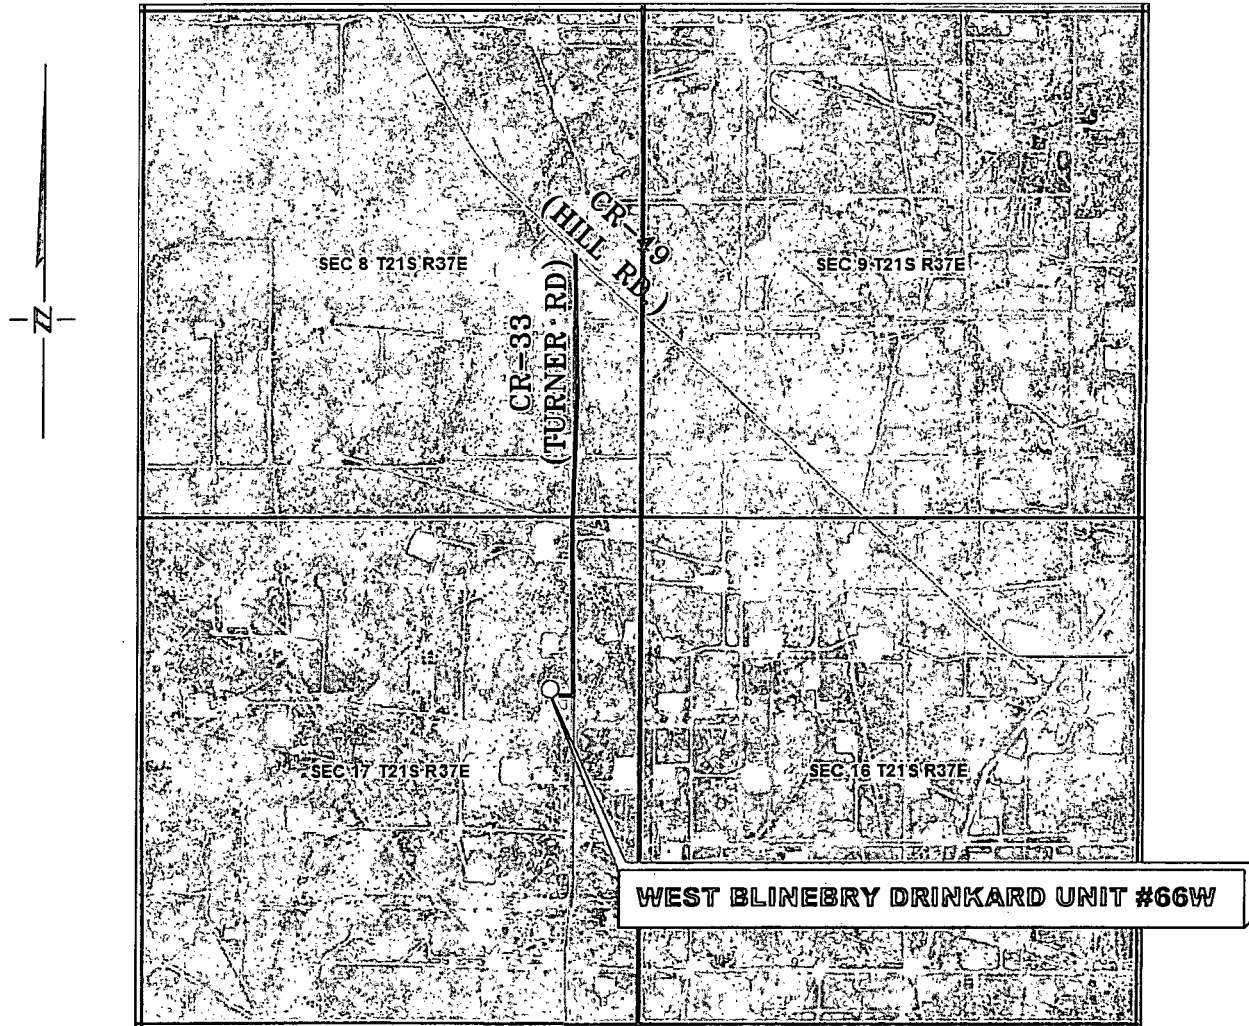 CR-49
(HILL RD.)
SEC 8 T21S R37E
SEC 9 T21S R37E
CR-33
(TURNER RD)
N
SEC 17 T21S R37E
SEC 16 T21S R37E
WEST BLINEBRY DRINKARD UNIT #66W